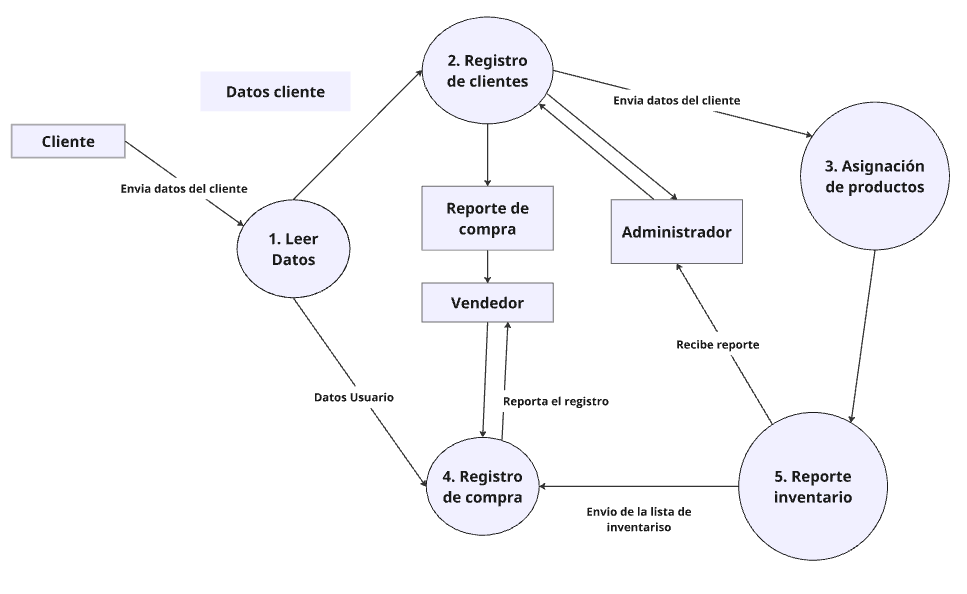 2. Registro
de clientes
Datos cliente
Envia datos del cliente
Cliente
3. Asignación
de productos
Envia datos del cliente
Reporte de
compra
Administrador
1. Leer
Datos
Vendedor
Recibe reporte
Datos Usuario
Reporta el registro
4. Registro
de compra
5. Reporte
inventario
Envio de la lista de
inventariso